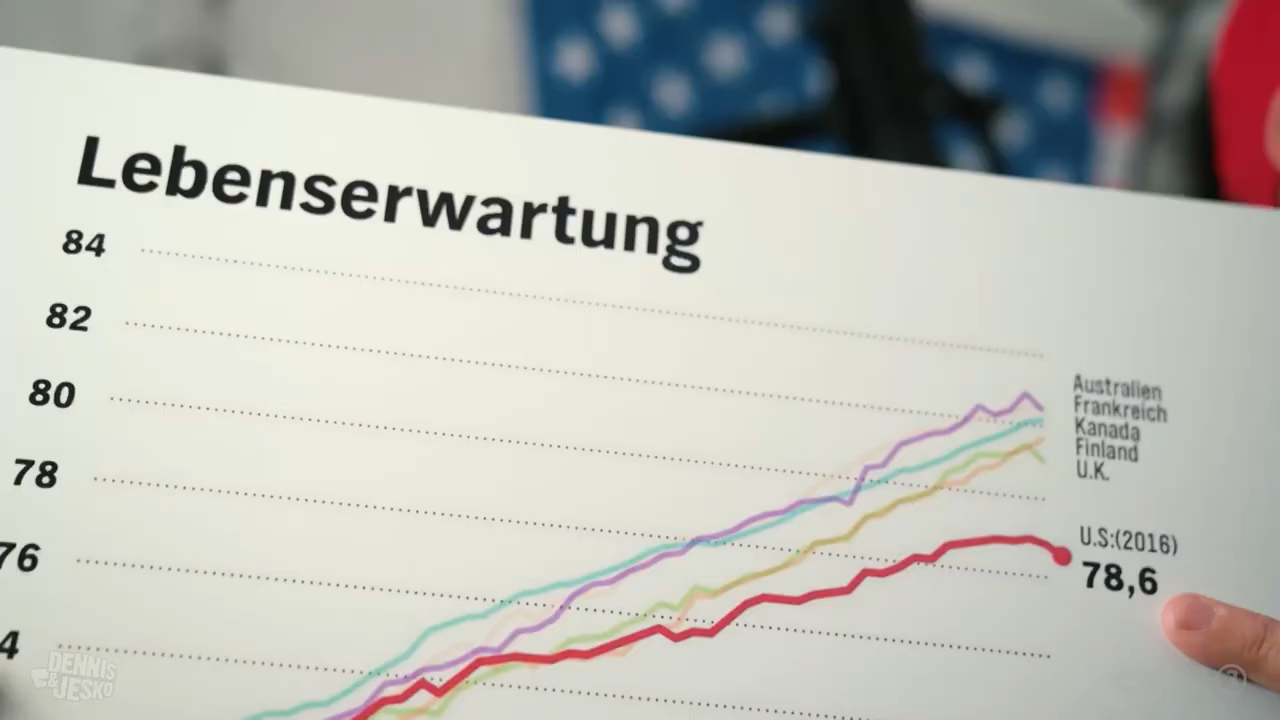 Lebenserwartung
84
82
80
78
76
4
Australien
Frankreich
Kanada
Finland
U.K.
U.S:(2016)
78,6
DENNIS
& JESKO